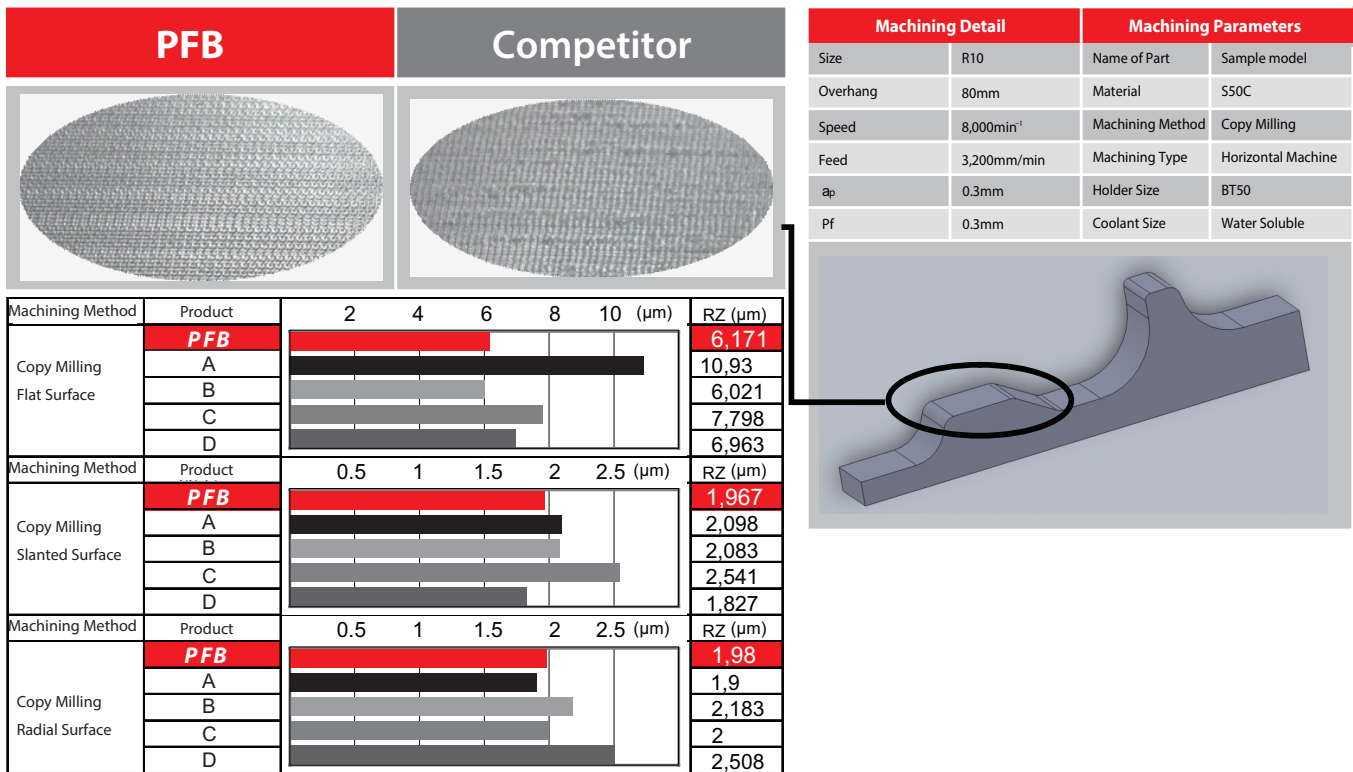 PFB
Competitor
Machining Detail Machining Parameters
Size R10 Name of Part Sample model
Overhang 80mm Material S50C
Speed 8,000min⁻¹ Machining Method Copy Milling
Feed 3,200mm/min Machining Type Horizontal Machine
ap 0.3mm Holder Size BT50
Pf 0.3mm Coolant Size Water Soluble
Machining Method Product 2 4 6 8 10 (μm) RZ (μm)
Copy Milling
Flat Surface
PFB 6,171
A 10,93
B 6,021
C 7,798
D 6,963
Machining Method Product 0.5 1 1.5 2 2.5 (μm) RZ (μm)
Copy Milling
Slanted Surface
PFB 1,967
A 2,098
B 2,083
C 2,541
D 1,827
Machining Method Product 0.5 1 1.5 2 2.5 (μm) RZ (μm)
Copy Milling
Radial Surface
PFB 1,98
A 1,9
B 2,183
C 2
D 2,508